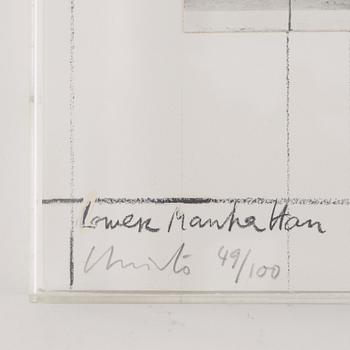 Lower Manhattan
Christo 49/100